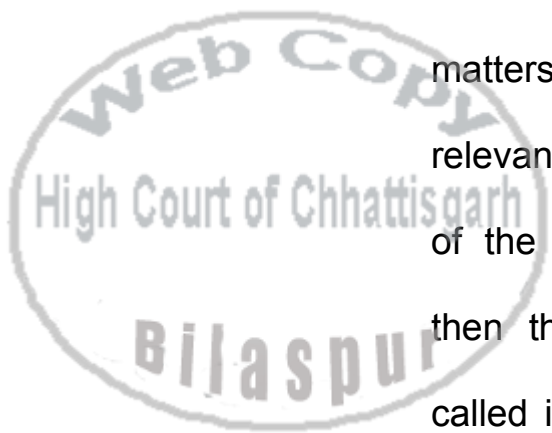 Web Copy
High Court of Chhattisgarh
Bilaspur
matters
relevan
of the
then th
called i